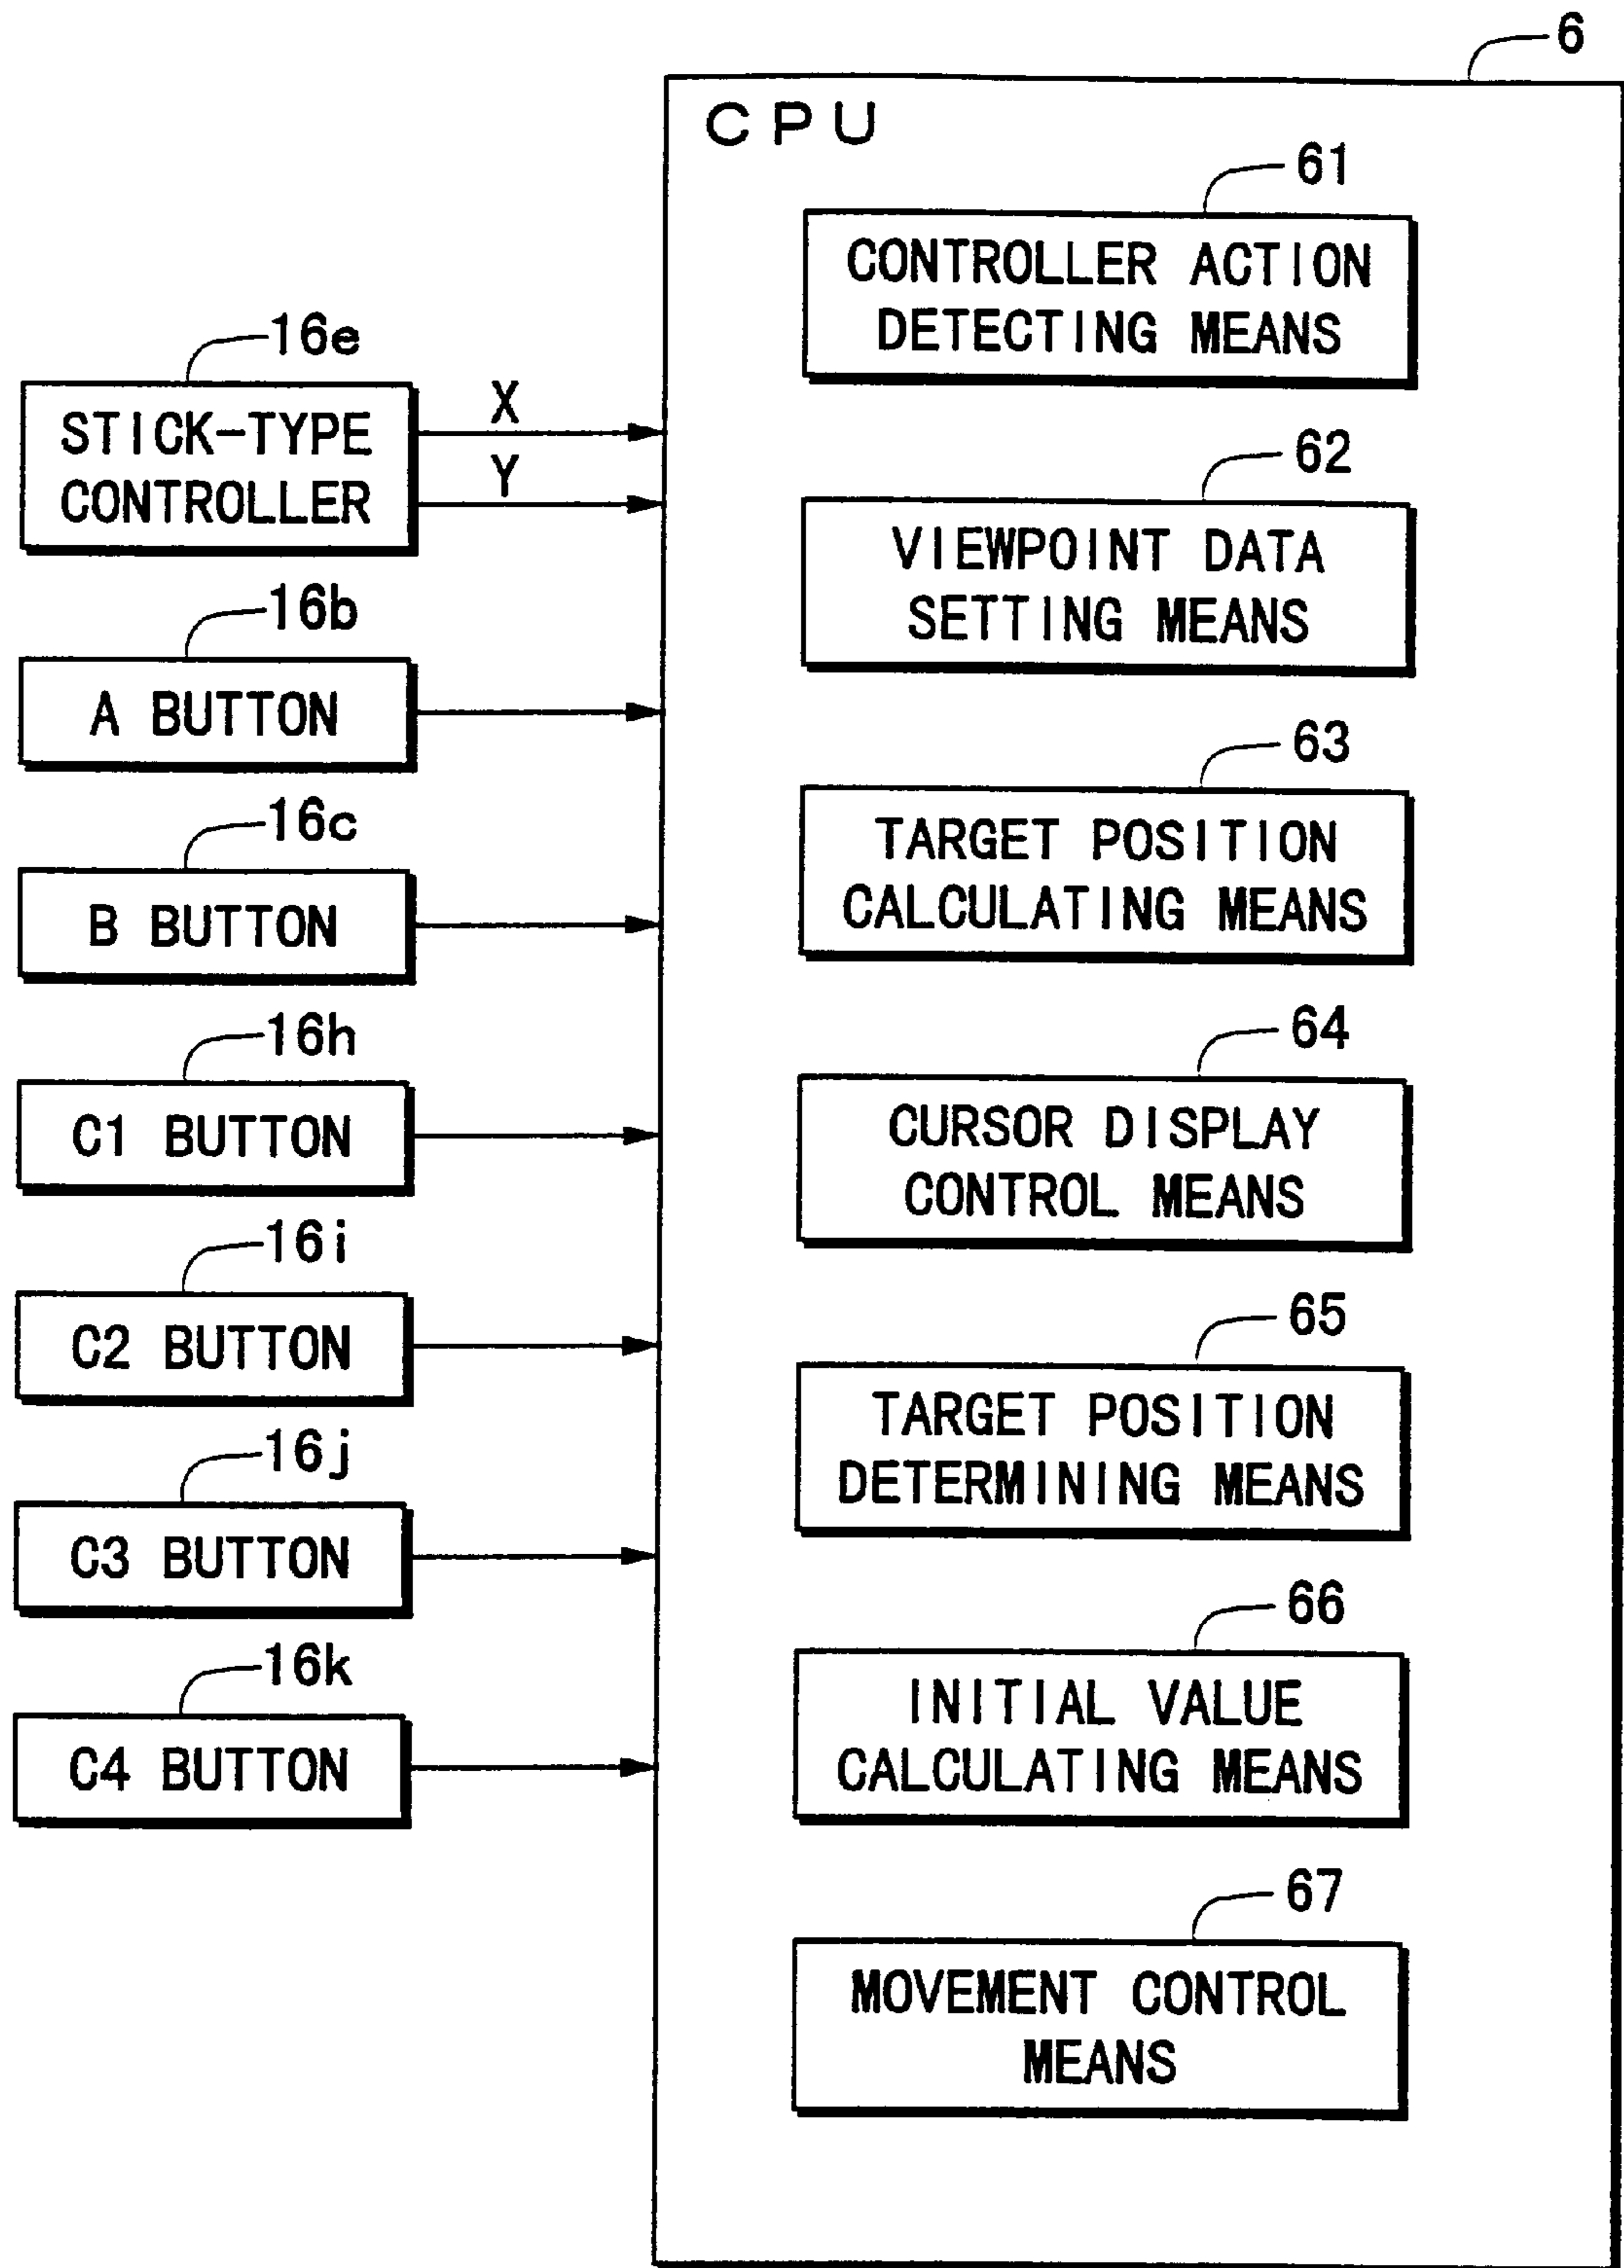 6
CPU
61
CONTROLLER ACTION
DETECTING MEANS
16e
STICK-TYPE
CONTROLLER
X
Y
62
VIEWPOINT DATA
SETTING MEANS
16b
A BUTTON
63
TARGET POSITION
CALCULATING MEANS
16c
B BUTTON
64
CURSOR DISPLAY
CONTROL MEANS
16h
C1 BUTTON
16i
C2 BUTTON
65
TARGET POSITION
DETERMINING MEANS
16j
C3 BUTTON
66
INITIAL VALUE
CALCULATING MEANS
16k
C4 BUTTON
67
MOVEMENT CONTROL
MEANS